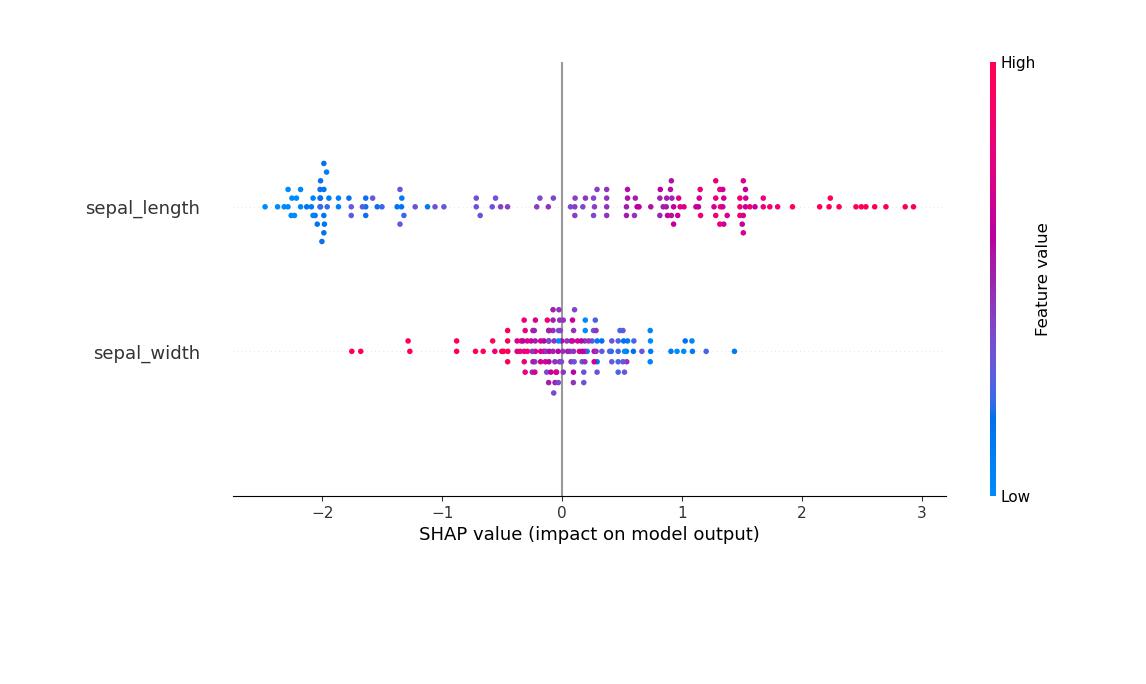 High
sepal_length
Feature value
sepal_width
Low
−2 −1 0 1 2 3
SHAP value (impact on model output)